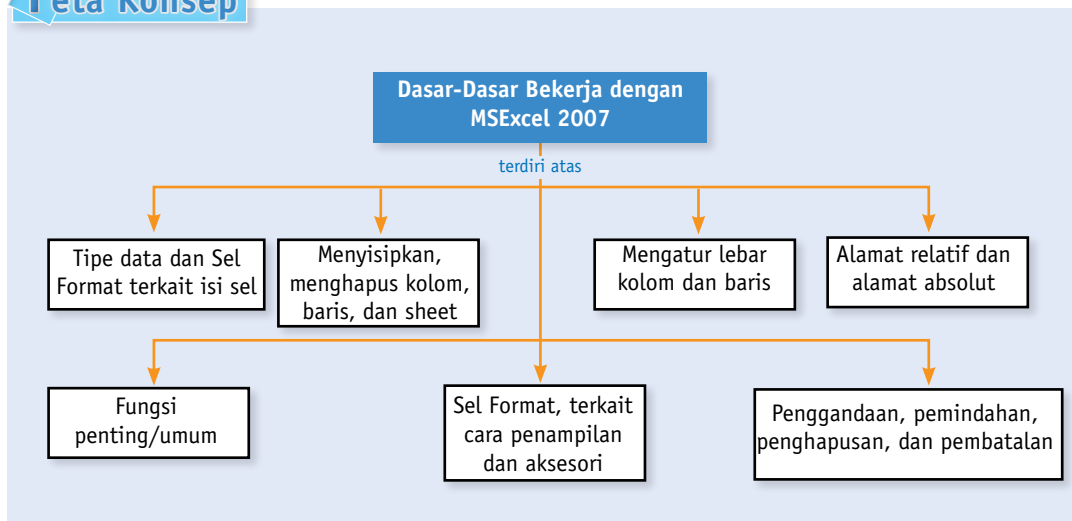 Peta Konsep
Dasar-Dasar Bekerja dengan
MSExcel 2007
terdiri atas
Tipe data dan Sel
Format terkait isi sel
Menyisipkan,
menghapus kolom,
baris, dan sheet
Mengatur lebar
kolom dan baris
Alamat relatif dan
alamat absolut
Fungsi
penting/umum
Sel Format, terkait
cara penampilan
dan aksesori
Penggandaan, pemindahan,
penghapusan, dan pembatalan